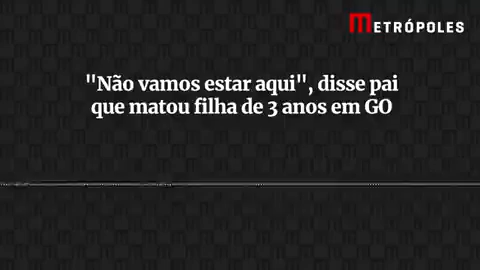 METRÓPOLES
"Não vamos estar aqui", disse pai
que matou filha de 3 anos em GO